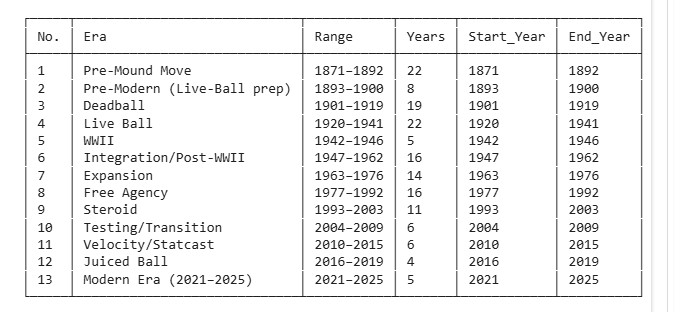 No. Era Range Years Start_Year End_Year
1 Pre-Mound Move 1871–1892 22 1871 1892
2 Pre-Modern (Live-Ball prep) 1893–1900 8 1893 1900
3 Deadball 1901–1919 19 1901 1919
4 Live Ball 1920–1941 22 1920 1941
5 WWII 1942–1946 5 1942 1946
6 Integration/Post-WWII 1947–1962 16 1947 1962
7 Expansion 1963–1976 14 1963 1976
8 Free Agency 1977–1992 16 1977 1992
9 Steroid 1993–2003 11 1993 2003
10 Testing/Transition 2004–2009 6 2004 2009
11 Velocity/Statcast 2010–2015 6 2010 2015
12 Juiced Ball 2016–2019 4 2016 2019
13 Modern Era (2021–2025) 2021–2025 5 2021 2025